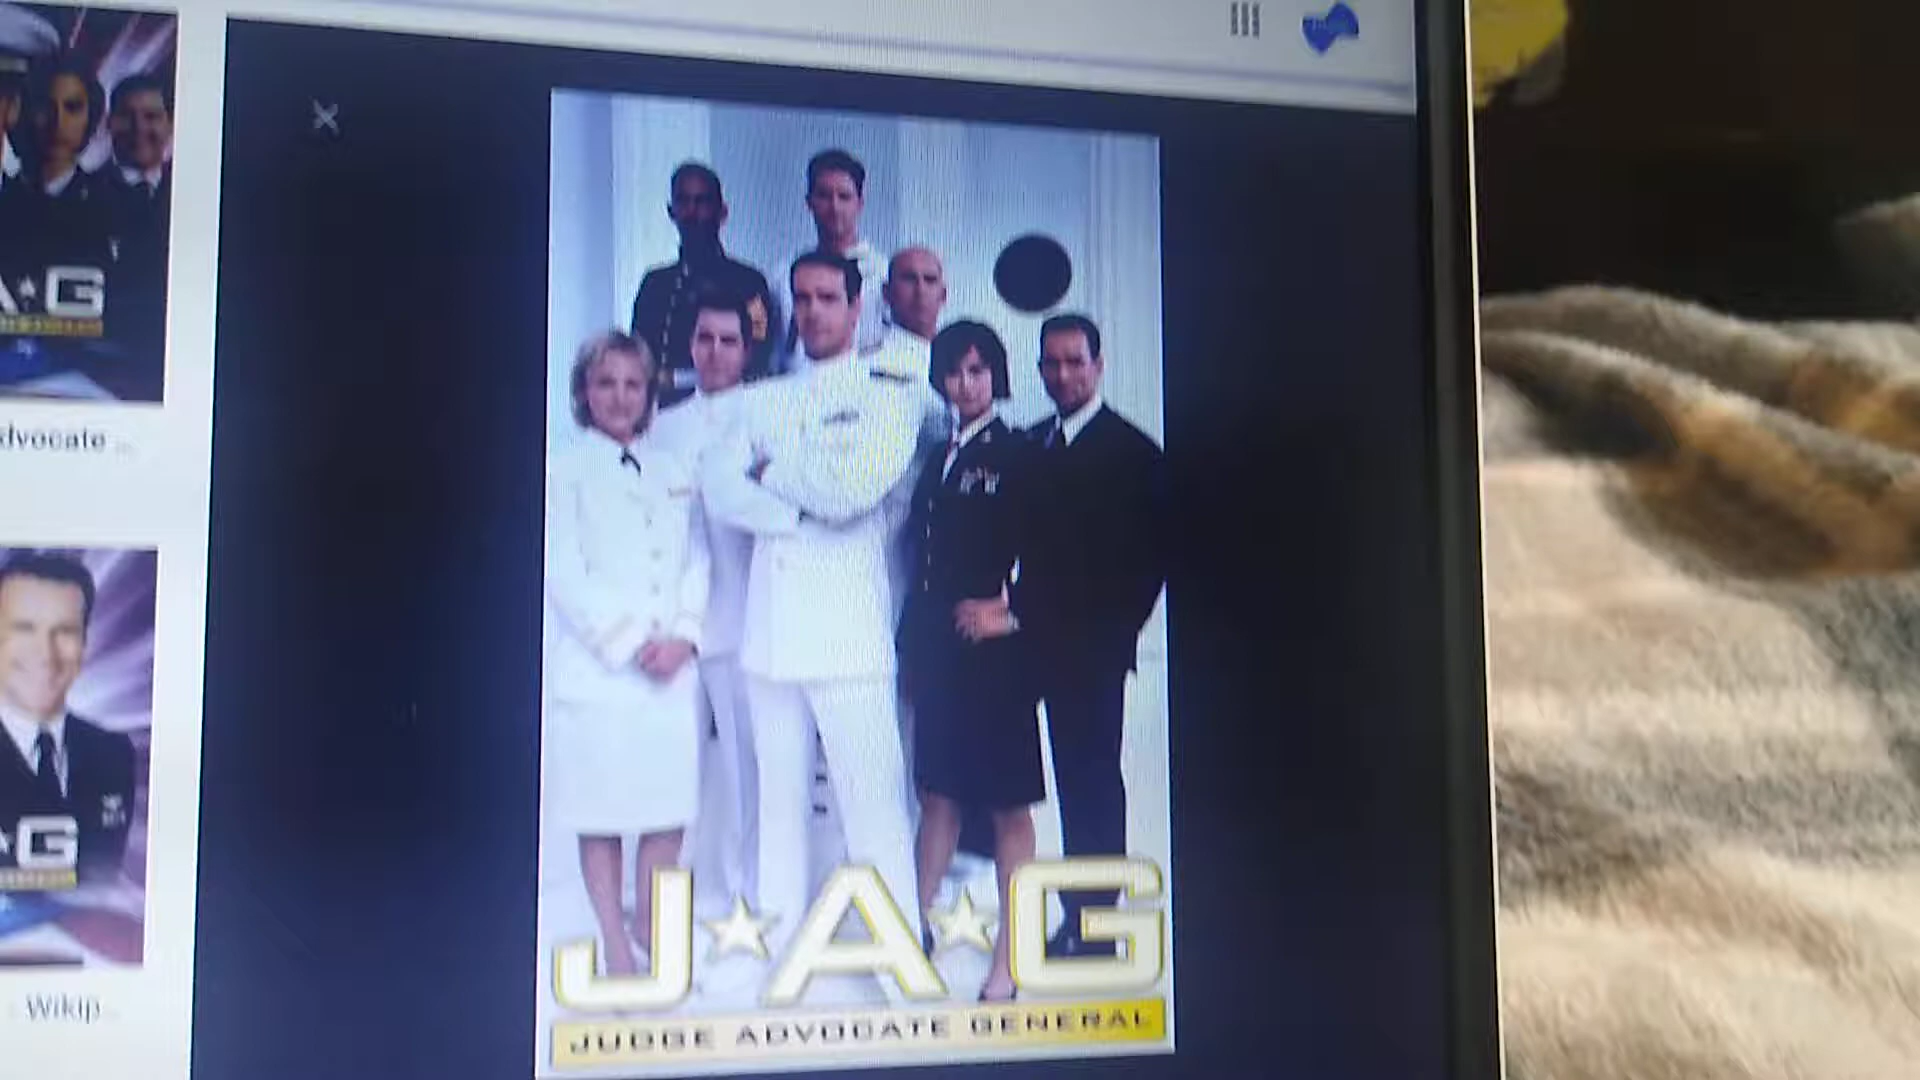 A★G
dvocate ...
J★A★G
JUDGE ADVOCATE GENERAL
★G
- Wikip...